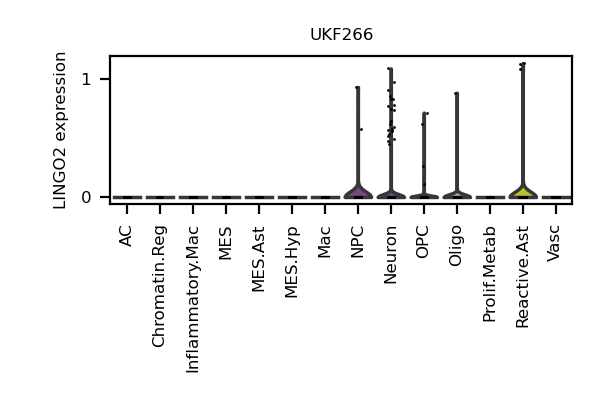 UKF266
LINGO2 expression
1
0
AC
Chromatin.Reg
Inflammatory.Mac
MES
MES.Ast
MES.Hyp
Mac
NPC
Neuron
OPC
Oligo
Prolif.Metab
Reactive.Ast
Vasc